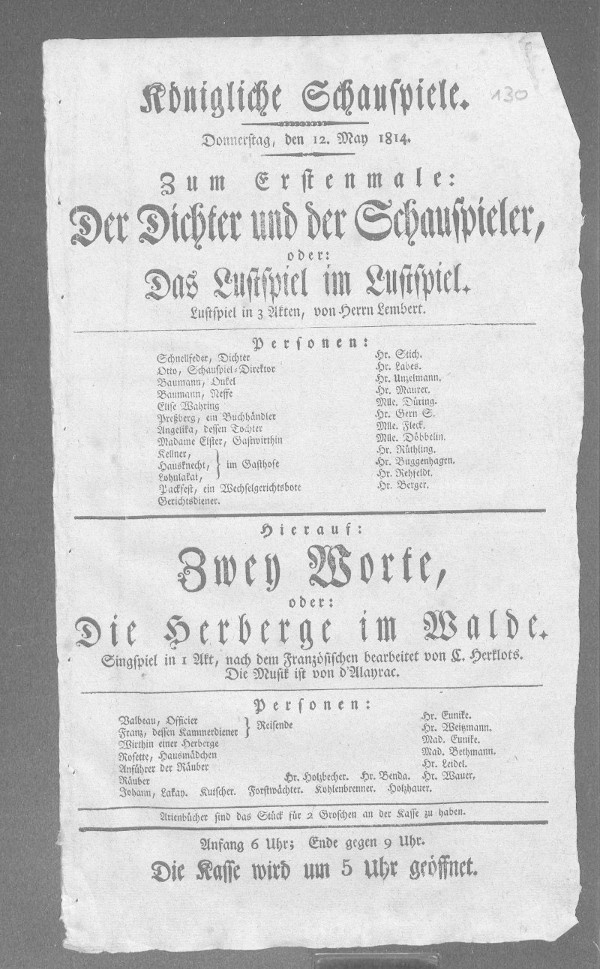 130
Königliche Schauspiele.
Donnerstag, den 12. May 1814.
Zum Erstenmale:
Der Dichter und der Schauspieler,
oder:
Das Lustspiel im Lustspiel.
Lustspiel in 3 Akten, von Herrn Lembert.
Personen:
Schnellfeder, Dichter Hr. Stich.
Otto, Schauspiel-Direktor Hr. Labes.
Baumann, Onkel Hr. Unzelmann.
Baumann, Neffe Hr. Maurer.
Elise Wahring Mlle. Düring.
Preßberg, ein Buchhändler Hr. Gern S.
Angelika, dessen Tochter Mlle. Fleck.
Madame Elster, Gastwirthin Mlle. Döbbelin.
Kellner, Hr. Rüthling.
Hausknecht, } im Gasthofe Hr. Buggenhagen.
Lohnlakai, Hr. Rehfeldt.
Packfest, ein Wechselgerichtsbote Hr. Berger.
Gerichtsdiener.
Hierauf:
Zwey Worte,
oder:
Die Herberge im Walde.
Singspiel in 1 Akt, nach dem Französischen bearbeitet von C. Herklots.
Die Musik ist von d'Alayrac.
Personen:
Valbeau, Officier } Reisende Hr. Eunike.
Franz, dessen Kammerdiener Hr. Weitzmann.
Wirthin einer Herberge Mad. Eunike.
Rosette, Hausmädchen Mad. Bethmann.
Anführer der Räuber Hr. Leidel.
Räuber Hr. Holzbecher. Hr. Benda. Hr. Wauer.
Johann, Lakay. Kutscher. Forstwächter. Kohlenbrenner. Holzhauer.
Arienbücher sind das Stück für 2 Groschen an der Kasse zu haben.
Anfang 6 Uhr; Ende gegen 9 Uhr.
Die Kasse wird um 5 Uhr geöffnet.